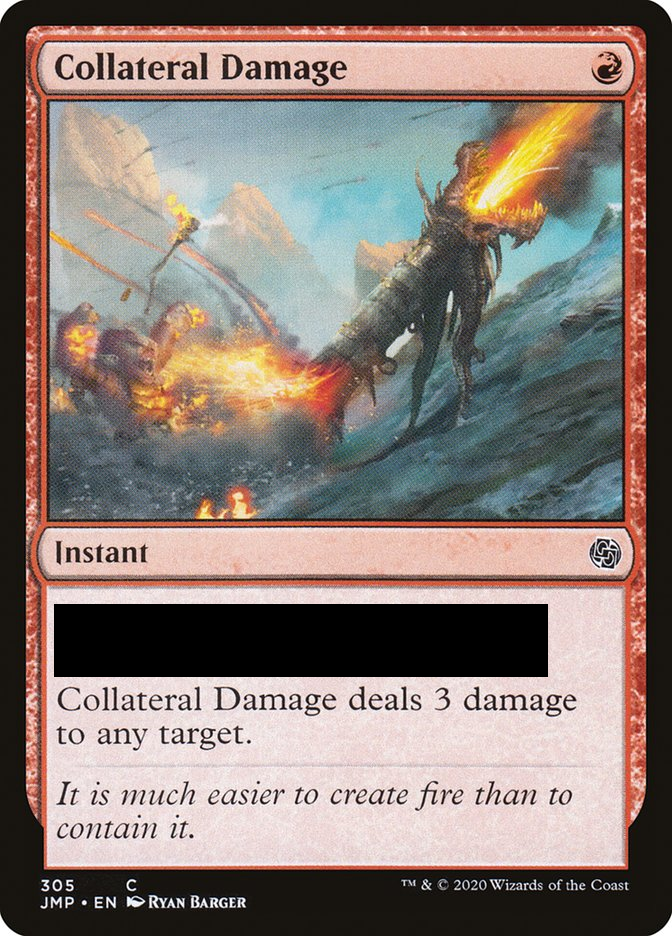 Collateral Damage
Instant
Collateral Damage deals 3 damage
to any target.
It is much easier to create fire than to
contain it.
305 C
JMP • EN Ryan Barger
™ & © 2020 Wizards of the Coast